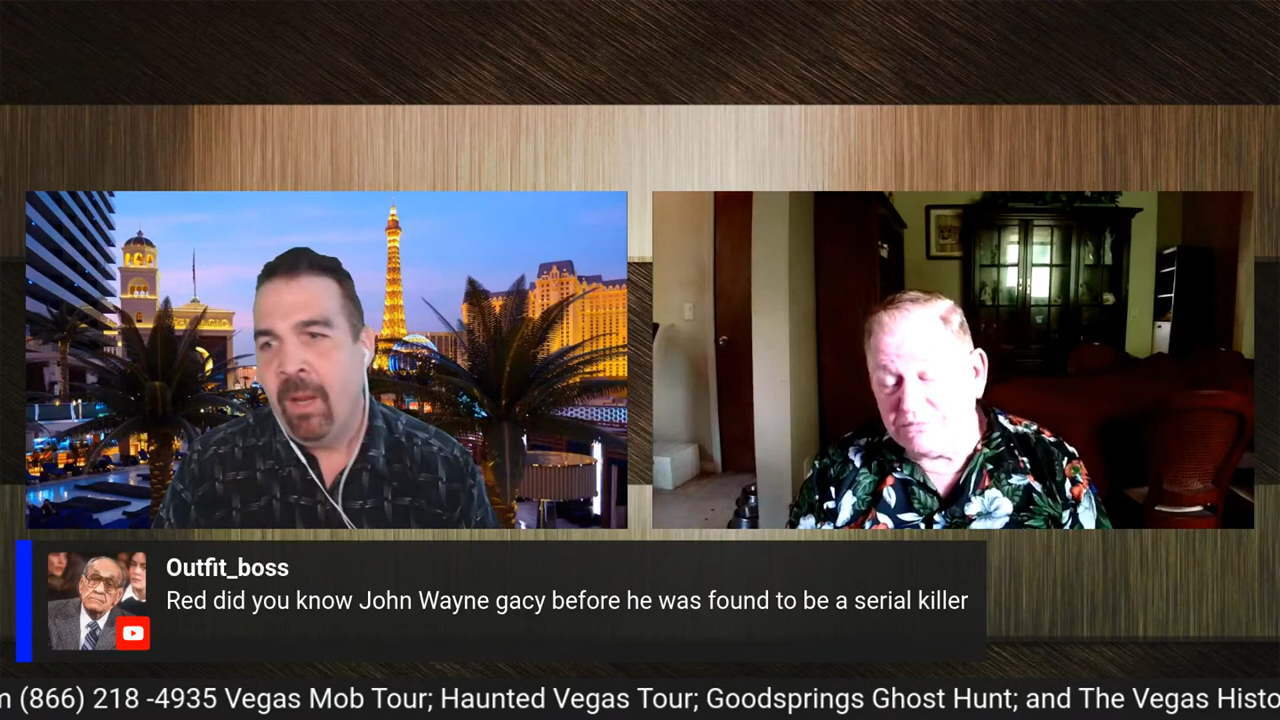 Outfit_boss
Red did you know John Wayne gacy before he was found to be a serial killer
m (866) 218 -4935 Vegas Mob Tour; Haunted Vegas Tour; Goodsprings Ghost Hunt; and The Vegas Histo